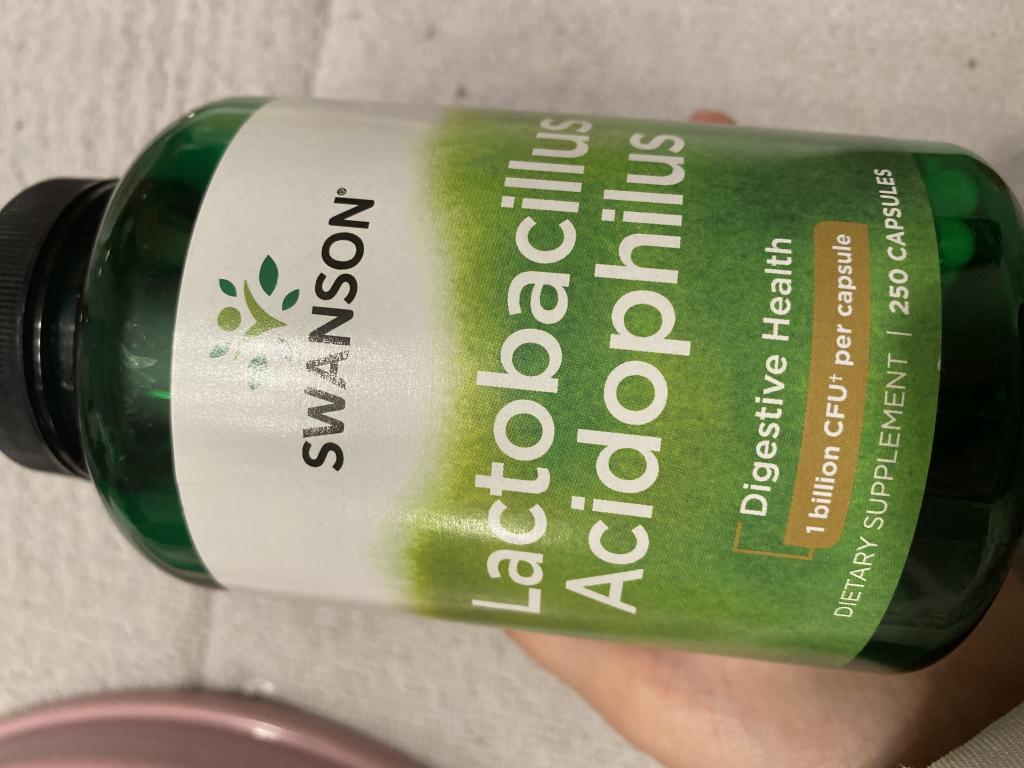 SWANSON®
Lactobacillus
Acidophilus
Digestive Health
1 billion CFU† per capsule
DIETARY SUPPLEMENT | 250 CAPSULES